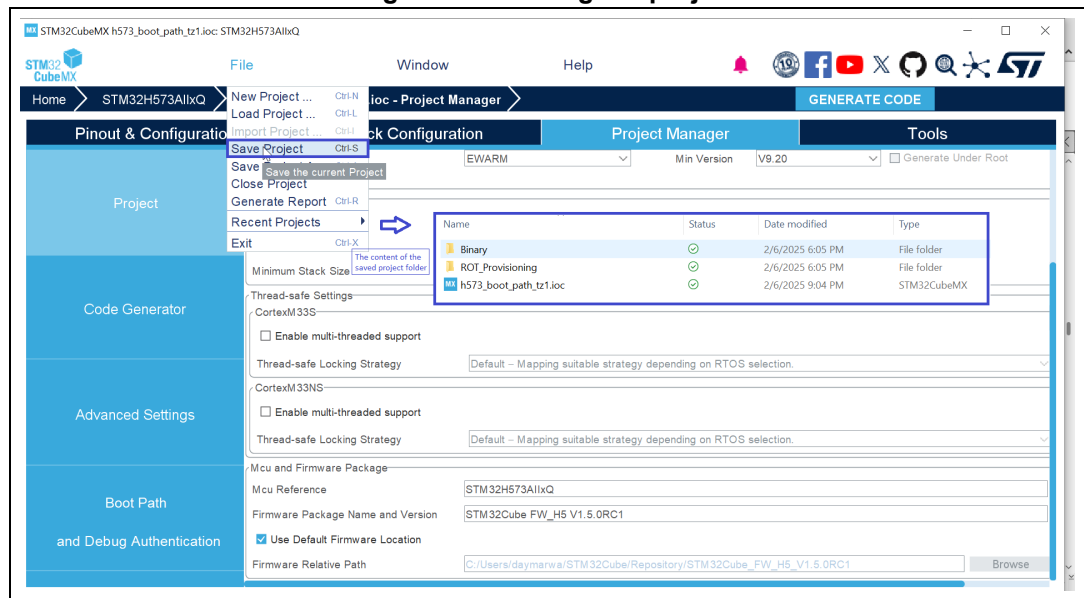 MX STM32CubeMX h573_boot_path_tz1.ioc: STM32H573AIIxQ
STM32 CubeMX File Window Help 19 f X ST
Home STM32H573AIIxQ .ioc - Project Manager GENERATE CODE
Pinout & Configuratio ck Configuration Project Manager Tools
New Project ... Ctrl-N
Load Project ... Ctrl-L
Import Project ... Ctrl-I
Save Project Ctrl-S
Save
Save the current Project
Close Project
Generate Report Ctrl-R
Recent Projects
Exit Ctrl-X
EWARM Min Version V9.20 Generate Under Root
The content of the
saved project folder
Name Status Date modified Type
Binary 2/6/2025 6:05 PM File folder
ROT_Provisioning 2/6/2025 6:05 PM File folder
MX h573_boot_path_tz1.ioc 2/6/2025 9:04 PM STM32CubeMX
Project
Code Generator
Advanced Settings
Boot Path
and Debug Authentication
Minimum Stack Size
Thread-safe Settings
CortexM33S
Enable multi-threaded support
Thread-safe Locking Strategy Default – Mapping suitable strategy depending on RTOS selection.
CortexM33NS
Enable multi-threaded support
Thread-safe Locking Strategy Default – Mapping suitable strategy depending on RTOS selection.
Mcu and Firmware Package
Mcu Reference STM32H573AIIxQ
Firmware Package Name and Version STM32Cube FW_H5 V1.5.0RC1
Use Default Firmware Location
Firmware Relative Path C:/Users/daymarwa/STM32Cube/Repository/STM32Cube_FW_H5_V1.5.0RC1 Browse